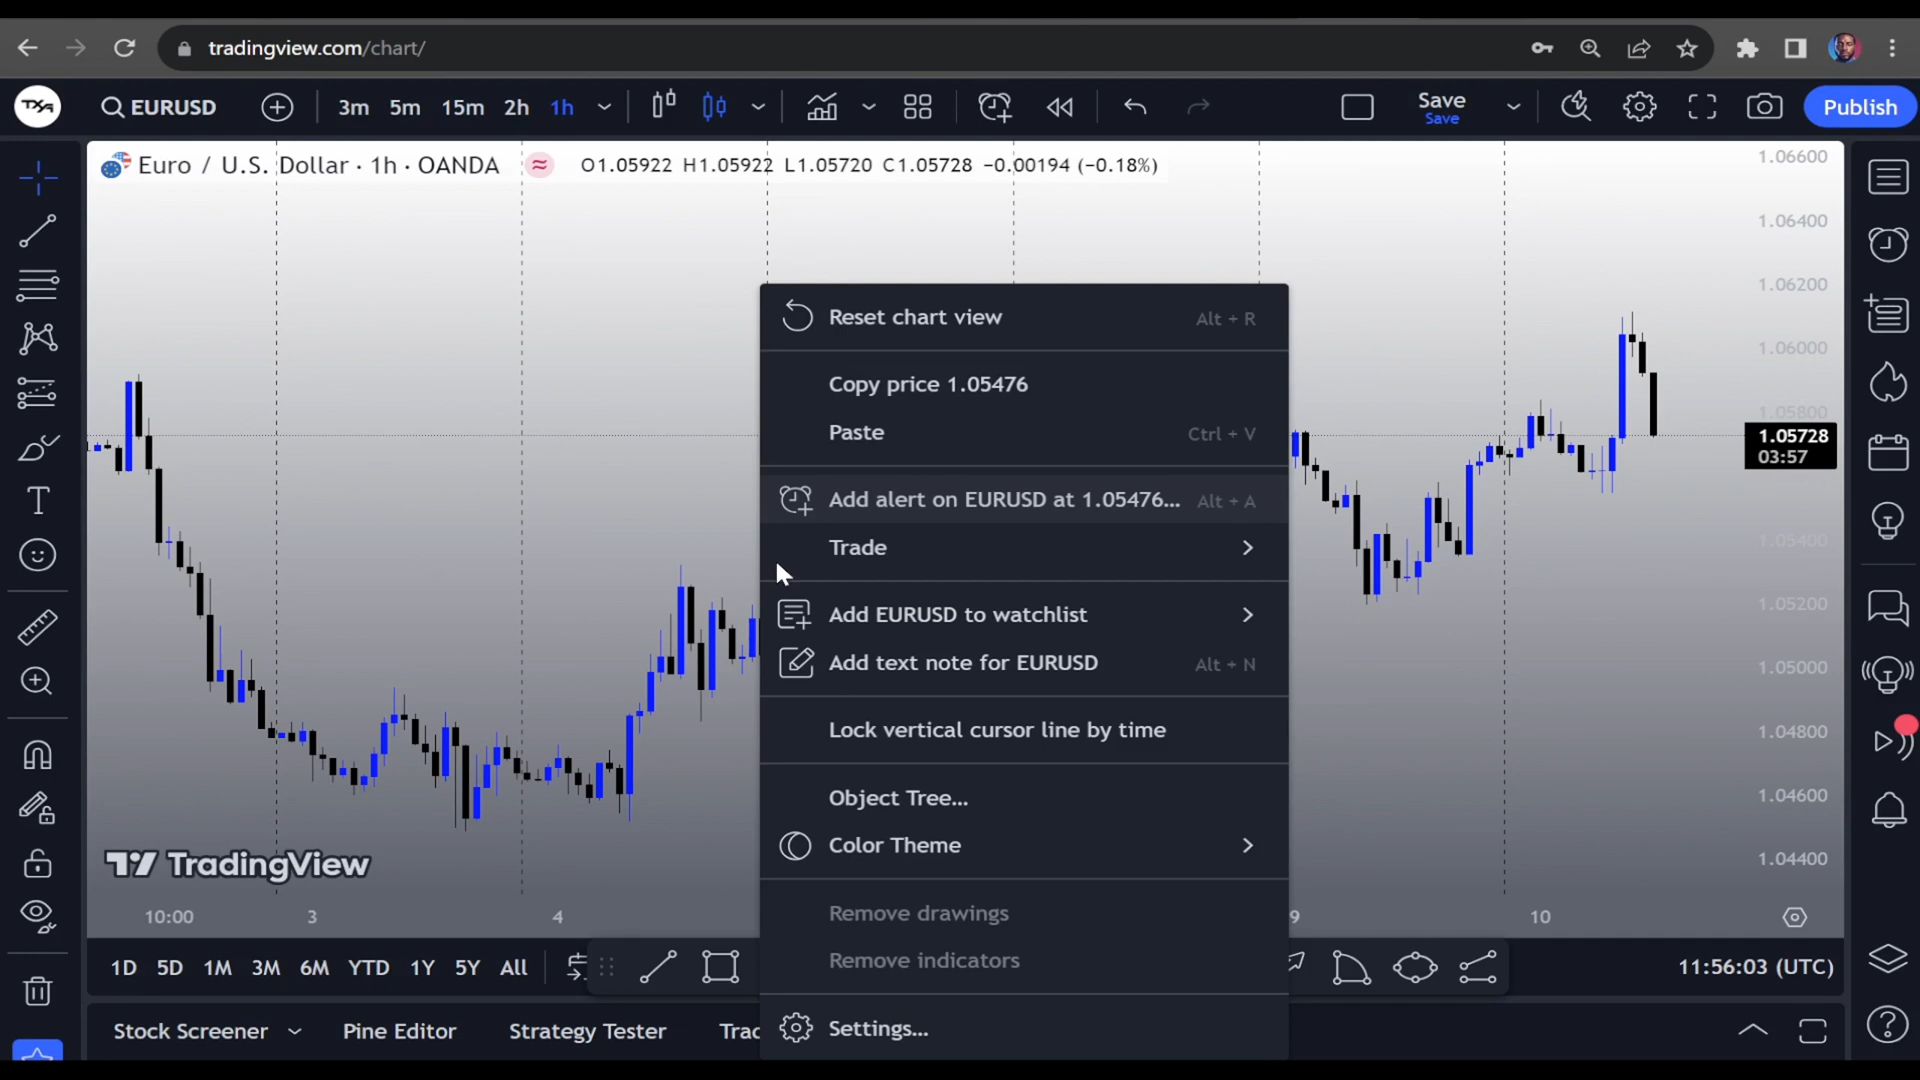 tradingview.com/chart/
EURUSD 3m 5m 15m 2h 1h Save Save Publish
Euro / U.S. Dollar · 1h · OANDA ≈ O1.05922 H1.05922 L1.05720 C1.05728 −0.00194 (−0.18%)
1.06600
1.06400
1.06200
1.06000
1.05800
1.05728
03:57
1.05400
1.05200
1.05000
1.04800
1.04600
1.04400
Reset chart view Alt + R
Copy price 1.05476
Paste Ctrl + V
Add alert on EURUSD at 1.05476... Alt + A
Trade
Add EURUSD to watchlist
Add text note for EURUSD Alt + N
Lock vertical cursor line by time
Object Tree...
Color Theme
Remove drawings
Remove indicators
Settings...
TradingView
10:00 3 4 9 10
1D 5D 1M 3M 6M YTD 1Y 5Y All 11:56:03 (UTC)
Stock Screener Pine Editor Strategy Tester Trac